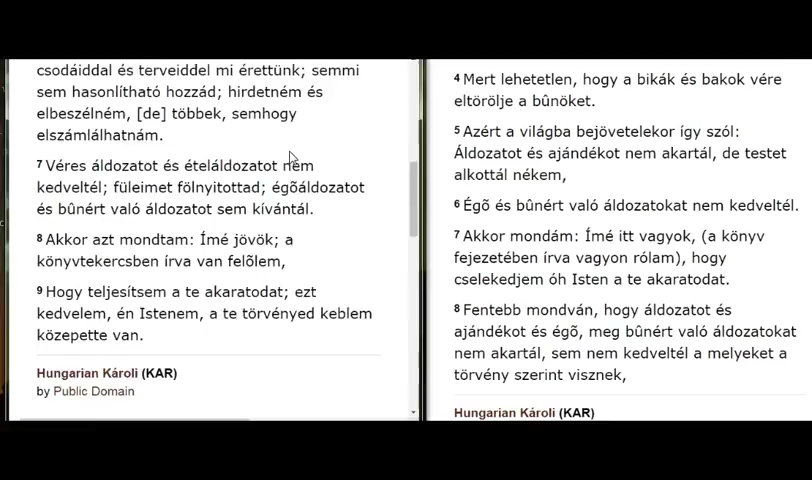 csodáiddal és terveiddel mi érettünk; semmi
sem hasonlítható hozzád; hirdetném és
elbeszélném, [de] többek, semhogy
elszámlálhatnám.
7 Véres áldozatot és ételáldozatot nem
kedveltél; füleimet fölnyitottad; égõáldozatot
és bûnért való áldozatot sem kívántál.
8 Akkor azt mondtam: Ímé jövök; a
könyvtekercsben írva van felõlem,
9 Hogy teljesítsem a te akaratodat; ezt
kedvelem, én Istenem, a te törvényed keblem
közepette van.
Hungarian Károli (KAR)
by Public Domain
4 Mert lehetetlen, hogy a bikák és bakok vére
eltörölje a bûnöket.
5 Azért a világba bejövetelekor így szól:
Áldozatot és ajándékot nem akartál, de testet
alkottál nékem,
6 Égõ és bûnért való áldozatokat nem kedveltél.
7 Akkor mondám: Ímé itt vagyok, (a könyv
fejezetében írva vagyon rólam), hogy
cselekedjem óh Isten a te akaratodat.
8 Fentebb mondván, hogy áldozatot és
ajándékot és égõ, meg bûnért való áldozatokat
nem akartál, sem nem kedveltél a melyeket a
törvény szerint visznek,
Hungarian Károli (KAR)